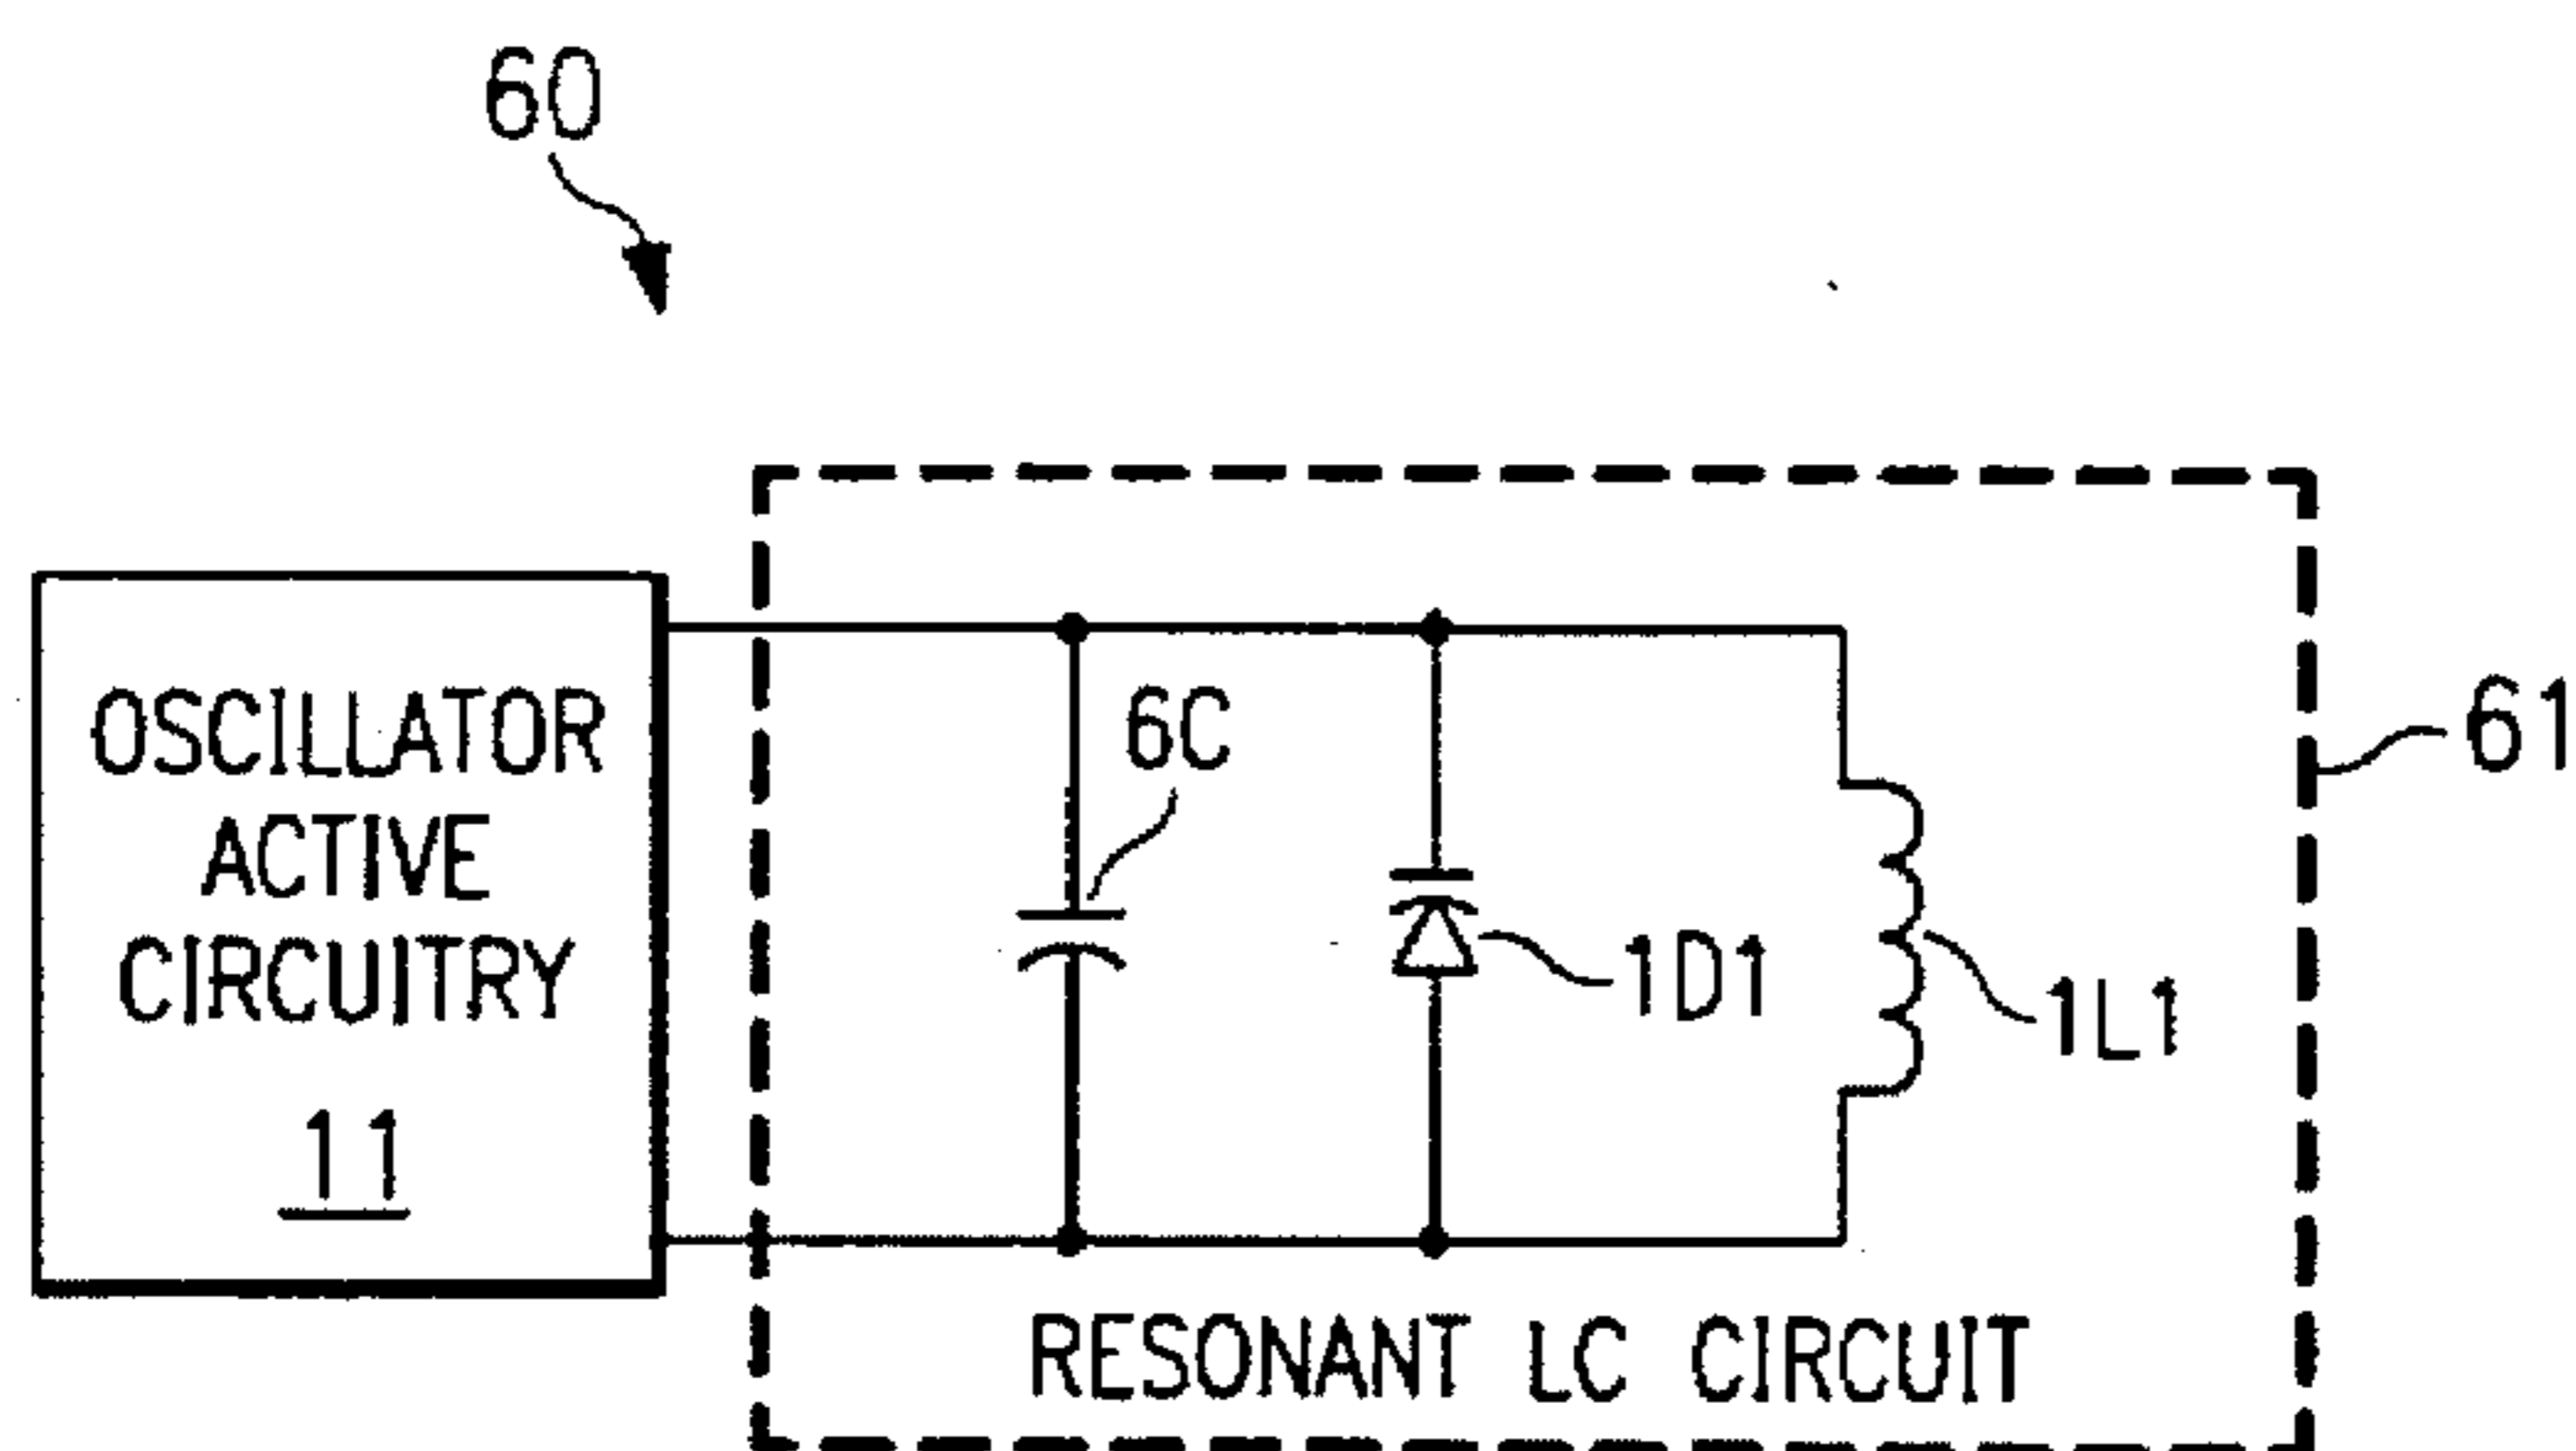 60
OSCILLATOR
ACTIVE
CIRCUITRY
11
6C
1D1
1L1
61
RESONANT LC CIRCUIT